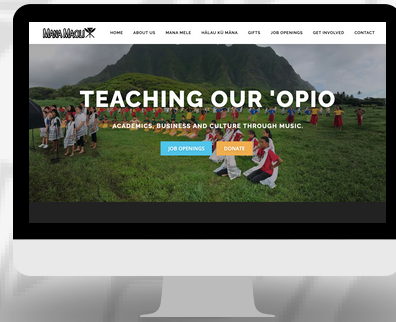 MANA MAOLI
HOME ABOUT US MANA MELE HĀLAU KŪ MĀNA GIFTS JOB OPENINGS GET INVOLVED CONTACT
TEACHING OUR 'OPIO
ACADEMICS, BUSINESS AND CULTURE THROUGH MUSIC.
JOB OPENINGS DONATE